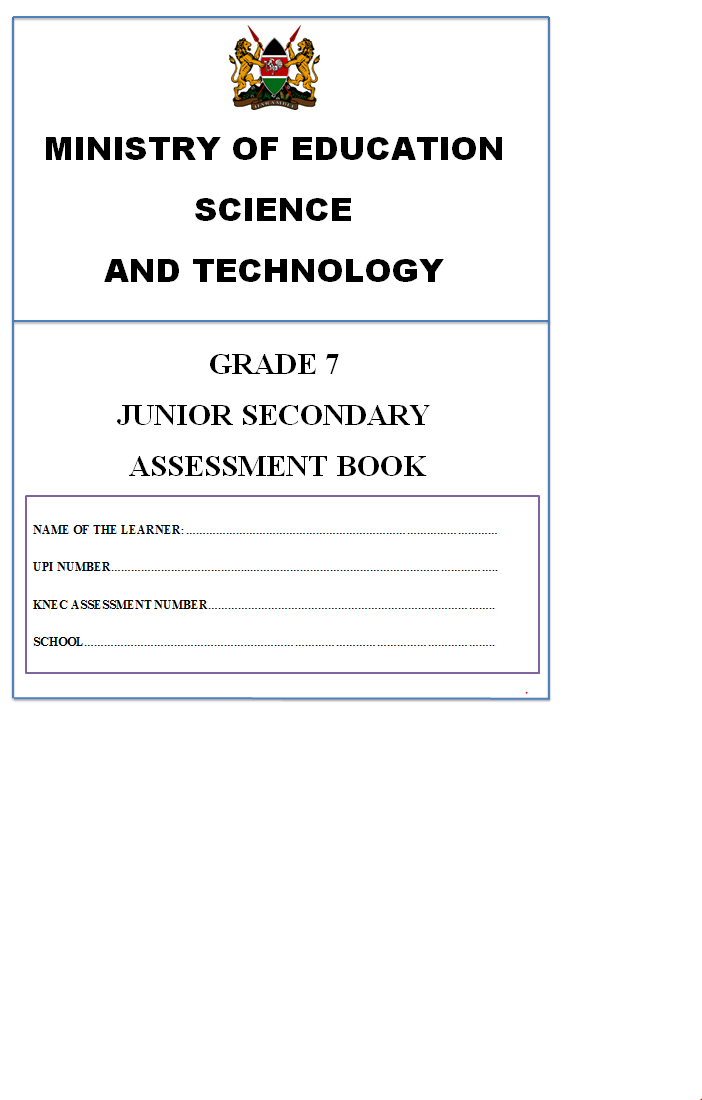 HARAMBEE
MINISTRY OF EDUCATION
SCIENCE
AND TECHNOLOGY
GRADE 7
JUNIOR SECONDARY
ASSESSMENT BOOK
NAME OF THE LEARNER: ................................................................................................
UPI NUMBER.......................................................................................................................
KNEC ASSESSMENT NUMBER........................................................................................
SCHOOL..............................................................................................................................